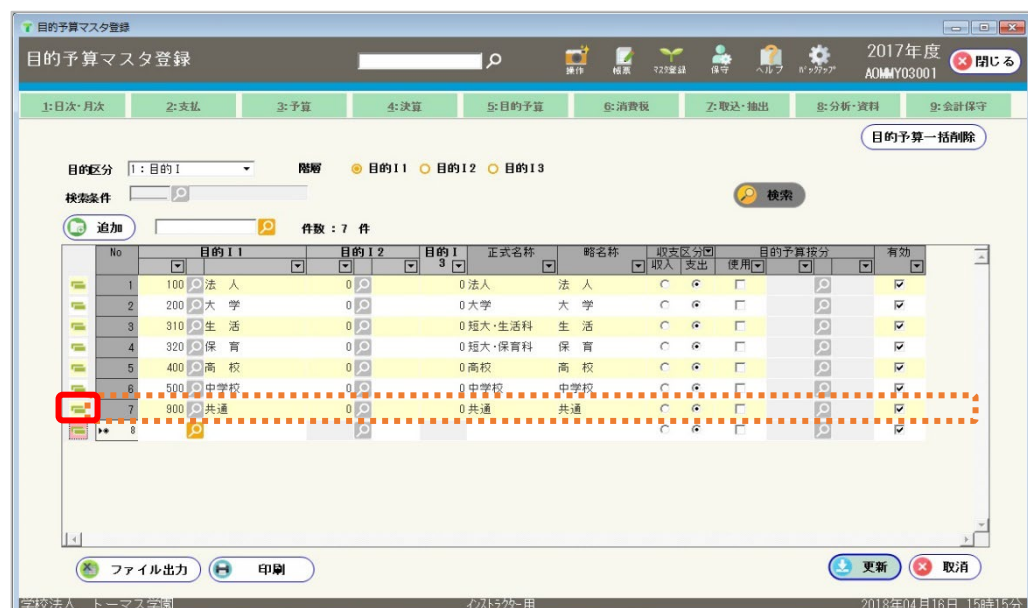 目的予算マスタ登録
目的予算マスタ登録
操作 帳票 マスタ登録 保守 ヘルプ バックアップ
2017年度
AOMMY03001
閉じる
1:日次・月次 2:支払 3:予算 4:決算 5:目的予算 6:消費税 7:取込・抽出 8:分析・資料 9:会計保守
目的予算一括削除
目的区分 1:目的Ⅰ 階層 目的Ⅰ1 目的Ⅰ2 目的Ⅰ3
検索条件 検索
追加 件数:7 件
No 目的Ⅰ1 目的Ⅰ2 目的Ⅰ3 正式名称 略名称 収支区分 収入 支出 目的予算按分 使用 有効
1 100 法 人 0 0 法人 法 人
2 200 大 学 0 0 大学 大 学
3 310 生 活 0 0 短大・生活科 生 活
4 320 保 育 0 0 短大・保育科 保 育
5 400 高 校 0 0 高校 高 校
6 500 中学校 0 0 中学校 中学校
7 900 共通 0 0 共通 共通
8
ファイル出力 印刷 更新 取消
学校法人 トーマス学園 インストラクター用 2018年04月16日 15時15分